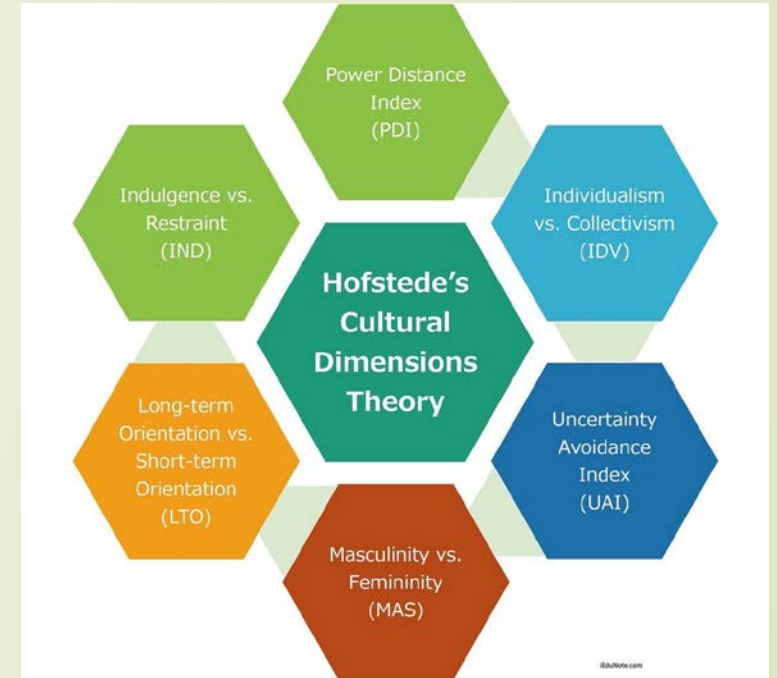 Power Distance
Index
(PDI)
Individualism
vs. Collectivism
(IDV)
Uncertainty
Avoidance
Index
(UAI)
Masculinity vs.
Femininity
(MAS)
Long-term
Orientation vs.
Short-term
Orientation
(LTO)
Indulgence vs.
Restraint
(IND)
Hofstede's
Cultural
Dimensions
Theory
iEduNote.com